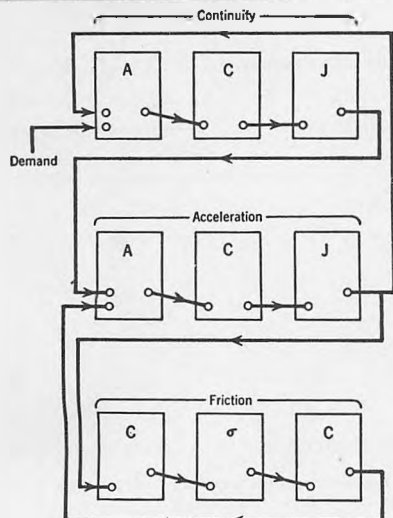 Continuity
A C J
Demand
Acceleration
A C J
Friction
C σ C